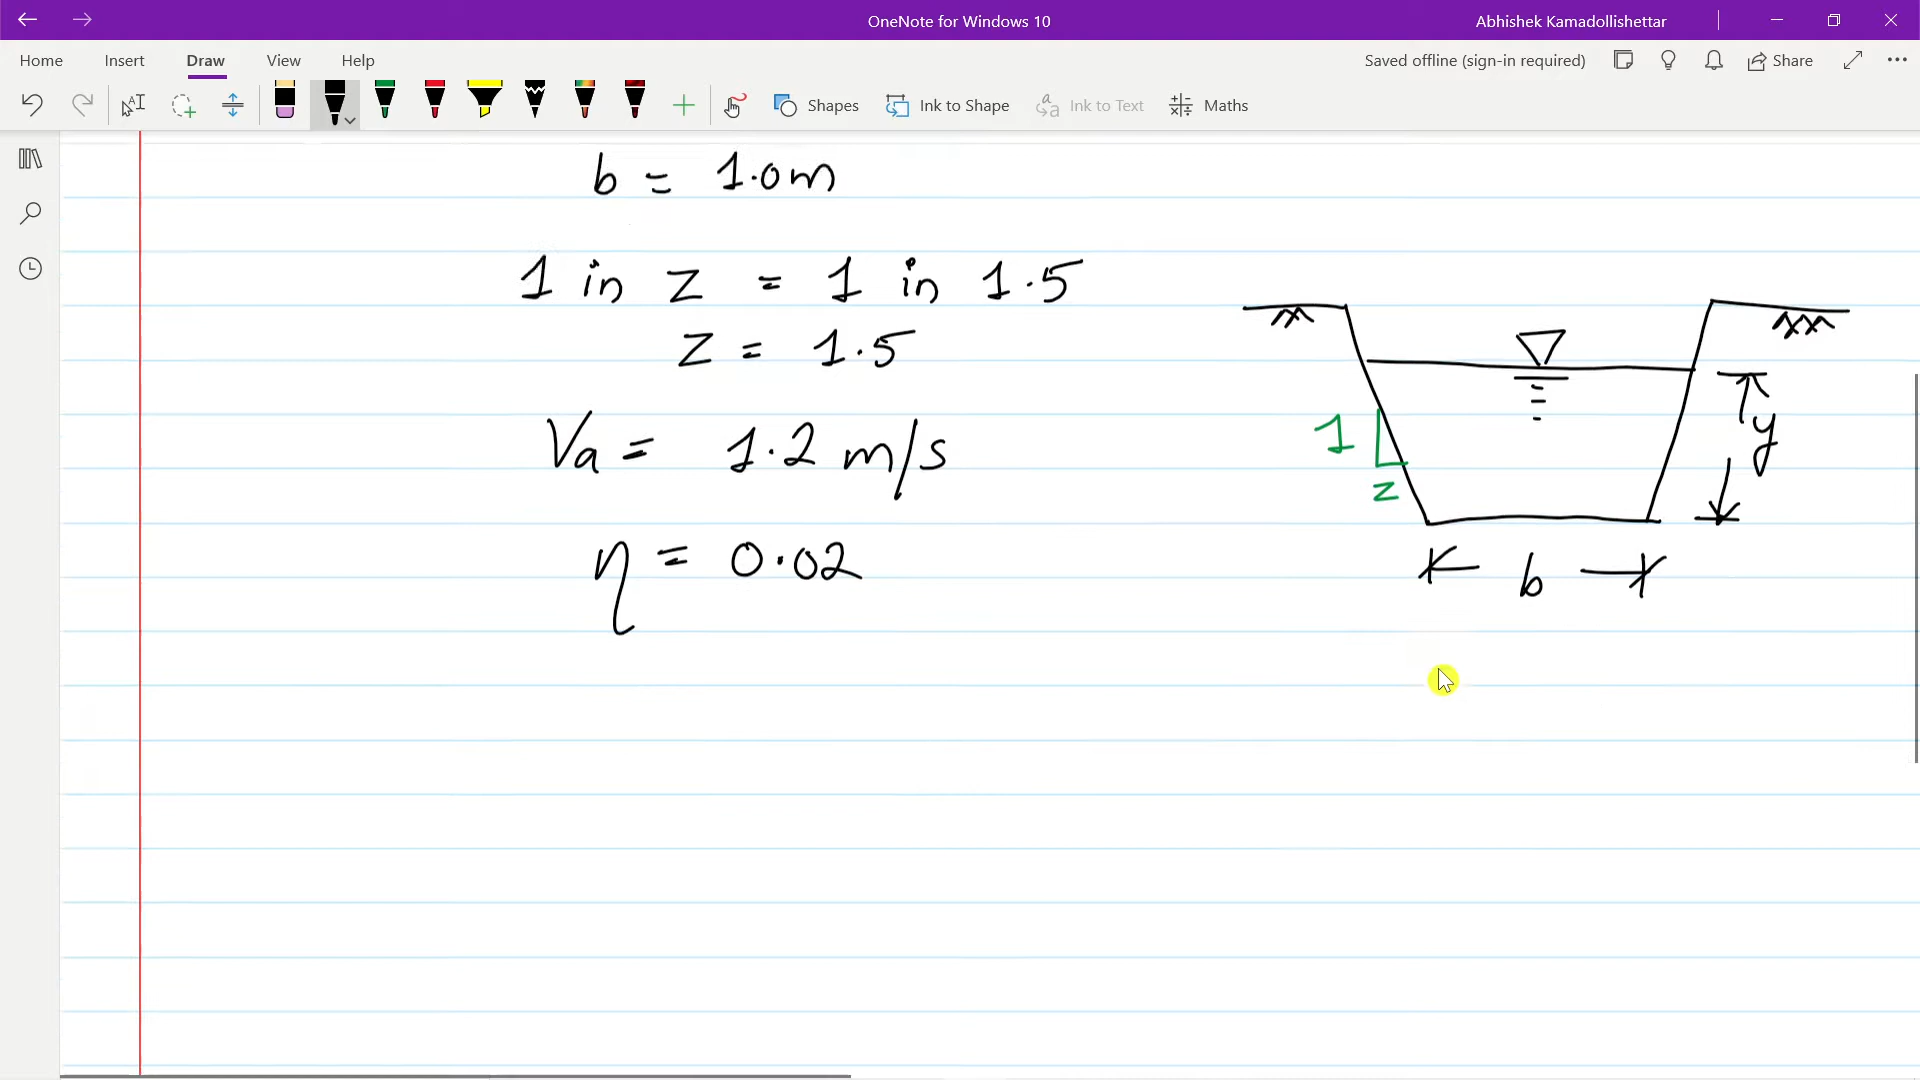 OneNote for Windows 10
Abhishek Kamadollishettar
Home Insert Draw View Help
Saved offline (sign-in required) Share
Shapes Ink to Shape Ink to Text Maths
b = 1.0m
1 in z = 1 in 1.5
z = 1.5
Va = 1.2 m/s
η = 0.02
1
z
y
b